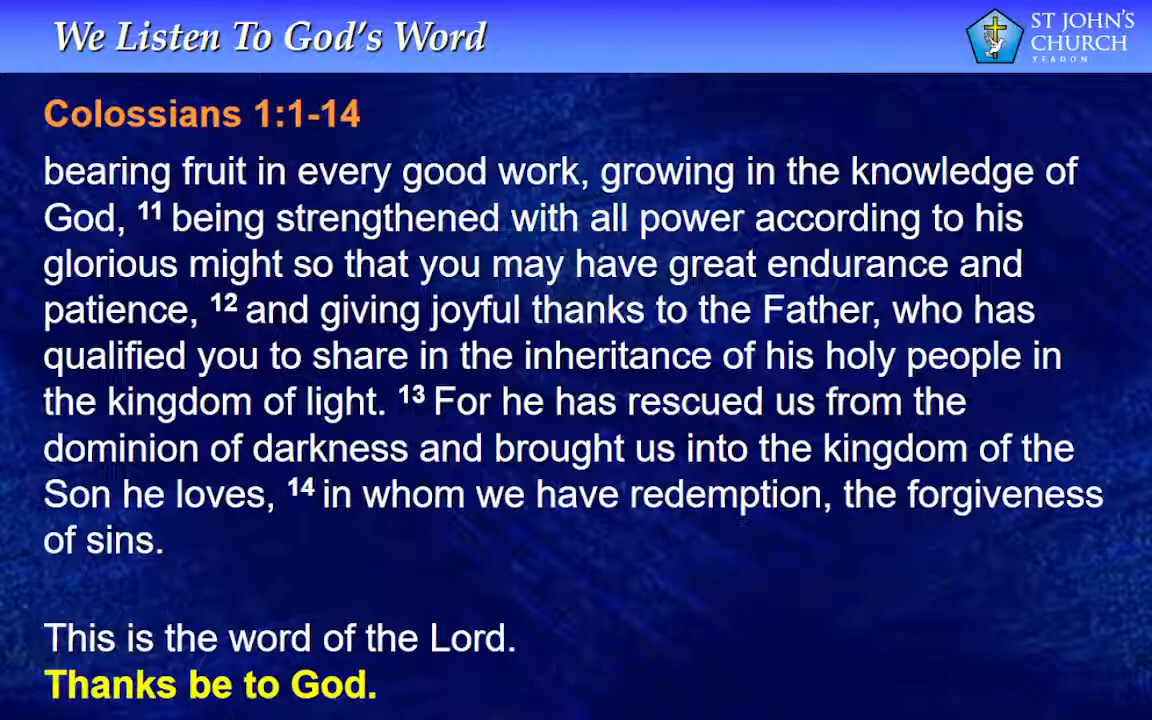 We Listen To God's Word
ST JOHN'S
CHURCH
YEADON
Colossians 1:1-14
bearing fruit in every good work, growing in the knowledge of
God, 11 being strengthened with all power according to his
glorious might so that you may have great endurance and
patience, 12 and giving joyful thanks to the Father, who has
qualified you to share in the inheritance of his holy people in
the kingdom of light. 13 For he has rescued us from the
dominion of darkness and brought us into the kingdom of the
Son he loves, 14 in whom we have redemption, the forgiveness
of sins.
This is the word of the Lord.
Thanks be to God.